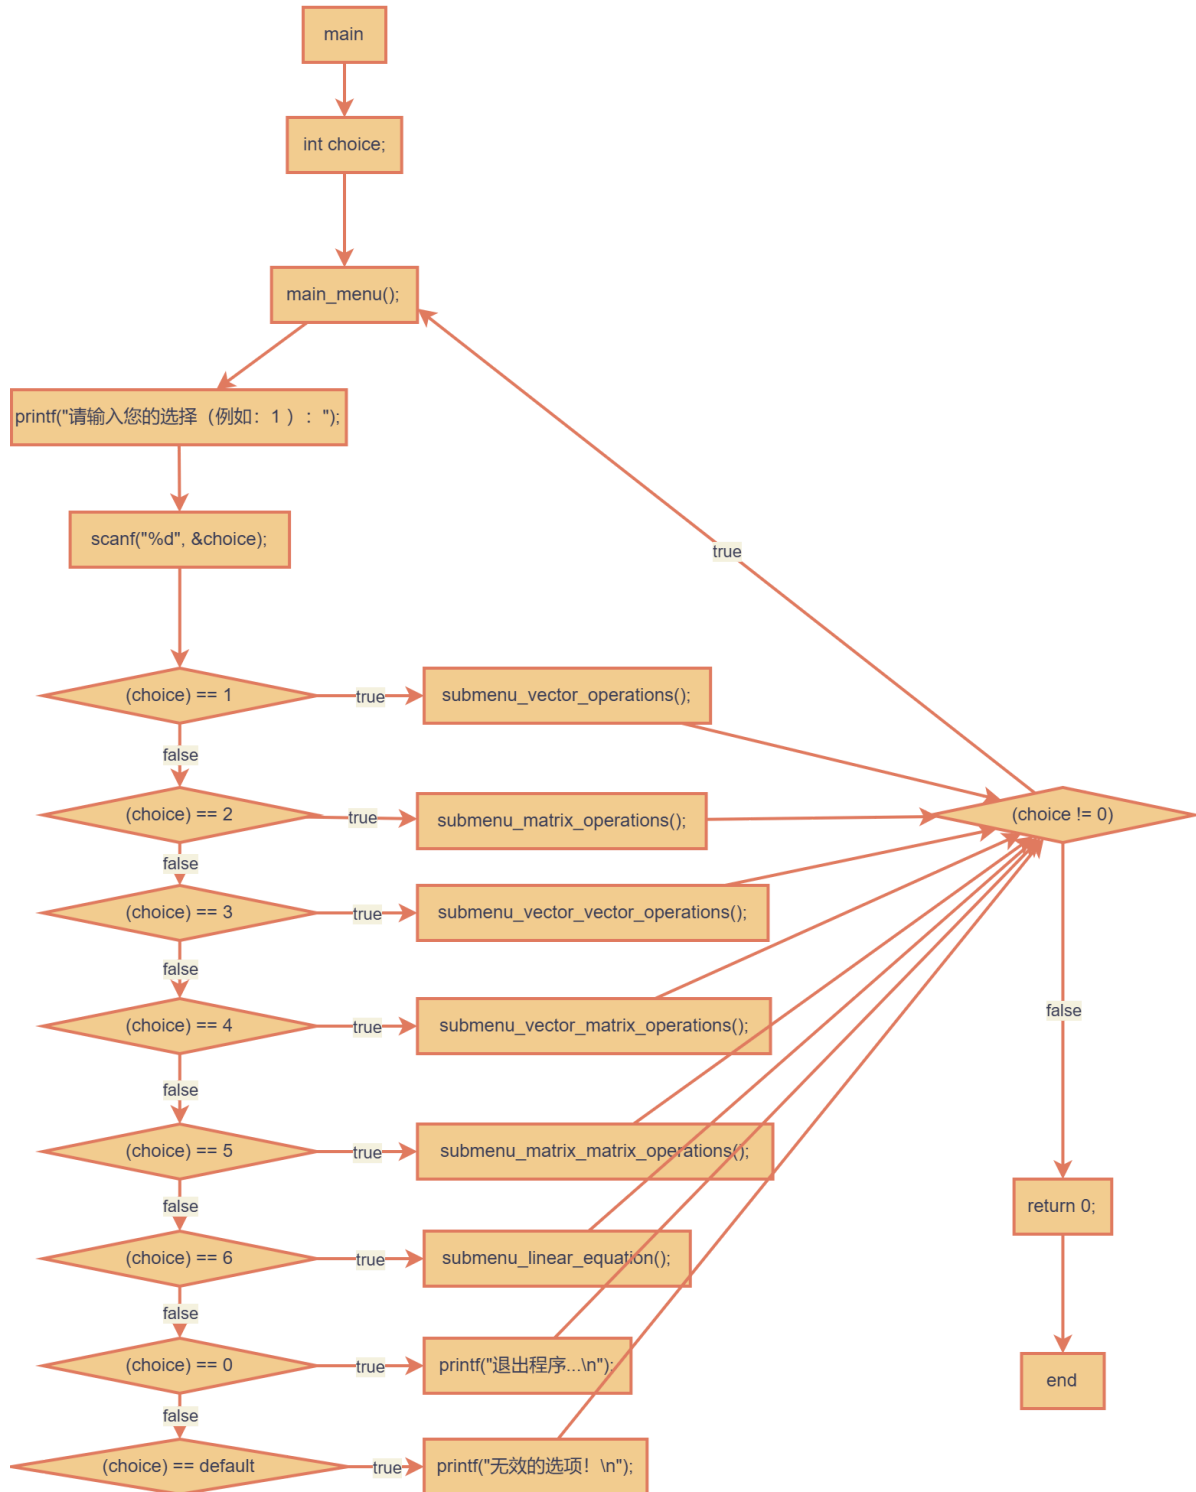 main
int choice;
main_menu();
printf("请输入您的选择（例如：1 ）：");
scanf("%d", &choice);
true
(choice) == 1
true
submenu_vector_operations();
false
(choice) == 2
true
submenu_matrix_operations();
(choice != 0)
false
(choice) == 3
true
submenu_vector_vector_operations();
false
(choice) == 4
true
submenu_vector_matrix_operations();
false
false
(choice) == 5
true
submenu_matrix_matrix_operations();
false
return 0;
(choice) == 6
true
submenu_linear_equation();
false
(choice) == 0
true
printf("退出程序...\n");
end
false
(choice) == default
true
printf("无效的选项！\n");